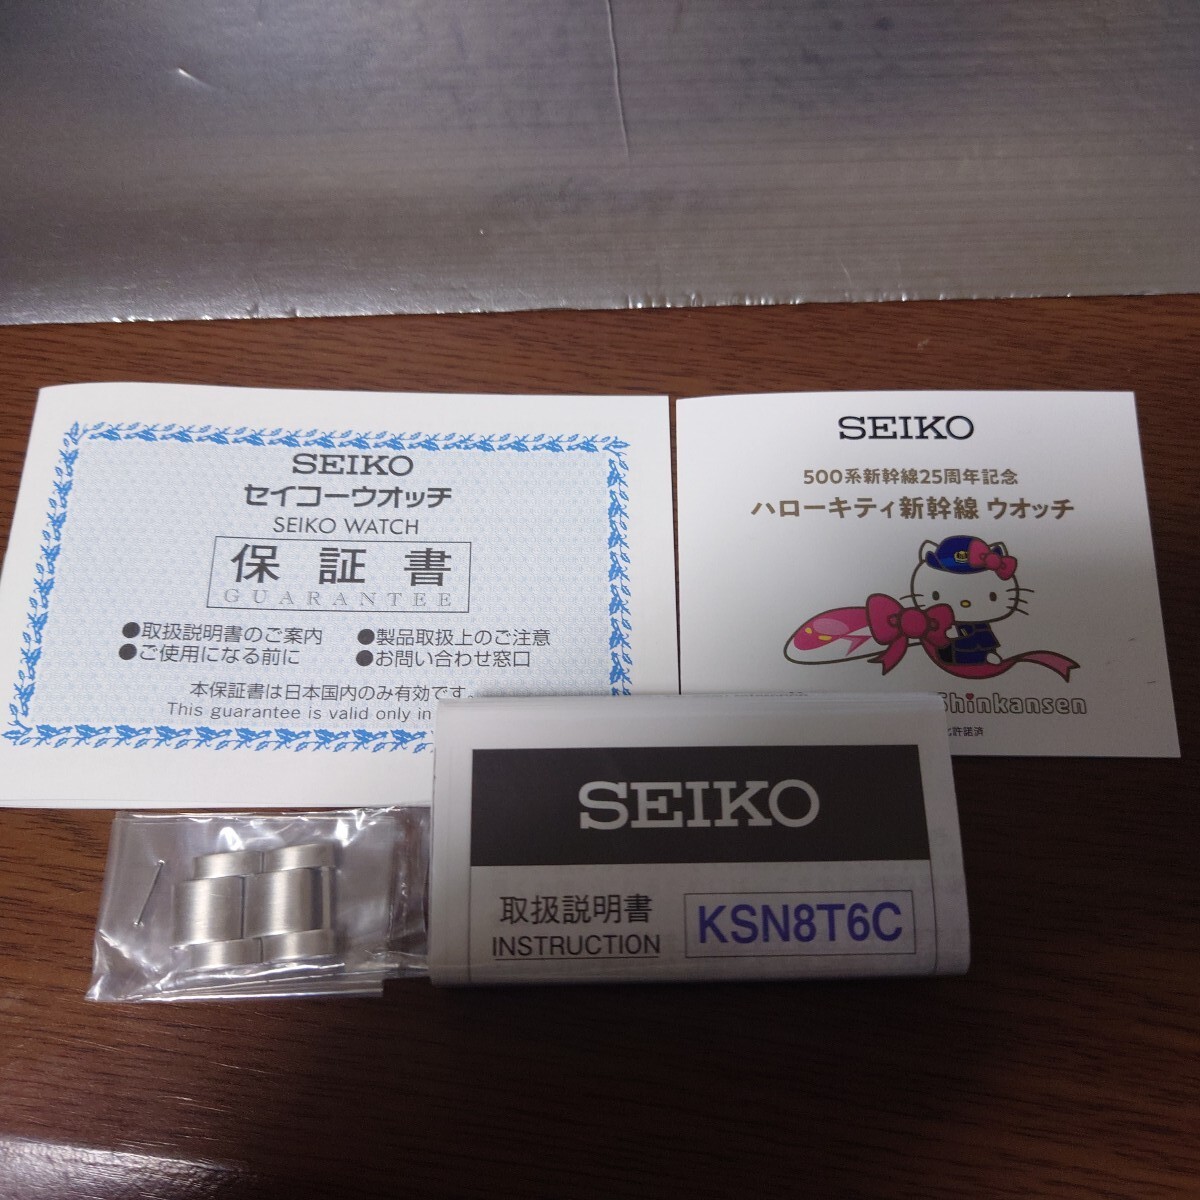 SEIKO
セイコーウオッチ
SEIKO WATCH
保証書
GUARANTEE
●取扱説明書のご案内 ●製品取扱上のご注意
●ご使用になる前に ●お問い合わせ窓口
本保証書は日本国内のみ有効です。
This guarantee is valid only in
SEIKO
500系新幹線25周年記念
ハローキティ新幹線 ウオッチ
Shinkansen
許諾済
SEIKO
取扱説明書
INSTRUCTION
KSN8T6C